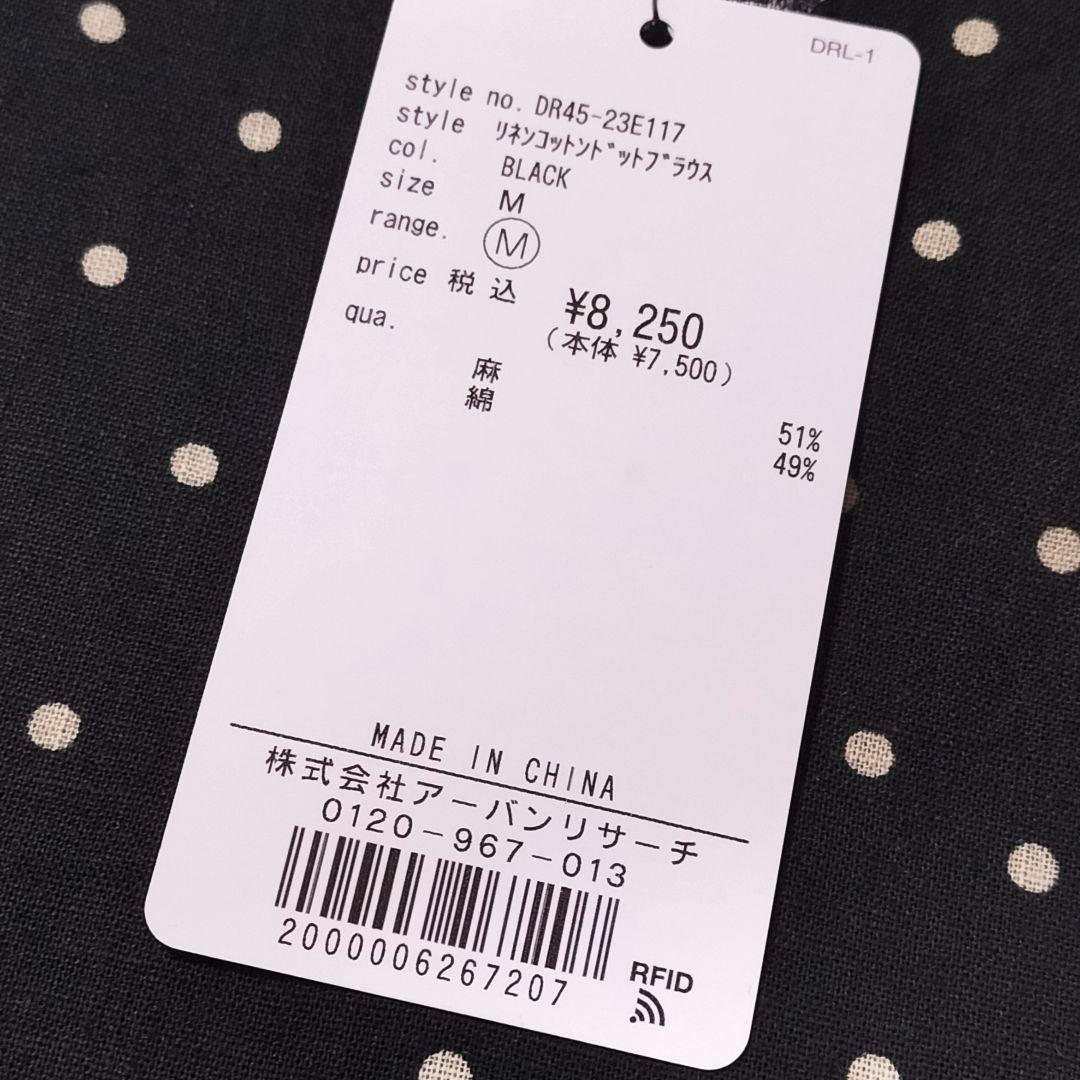 DRL-1
style no. DR45-23E117
style ﾘﾈﾝｺｯﾄﾝﾄﾞｯﾄﾌﾞﾗｳｽ
col. BLACK
size M
range. Ⓜ
price 税込 ¥8,250
(本体 ¥7,500)
qua.
麻 51%
綿 49%
MADE IN CHINA
株式会社アーバンリサーチ
0120-967-013
2000006267207
RFID